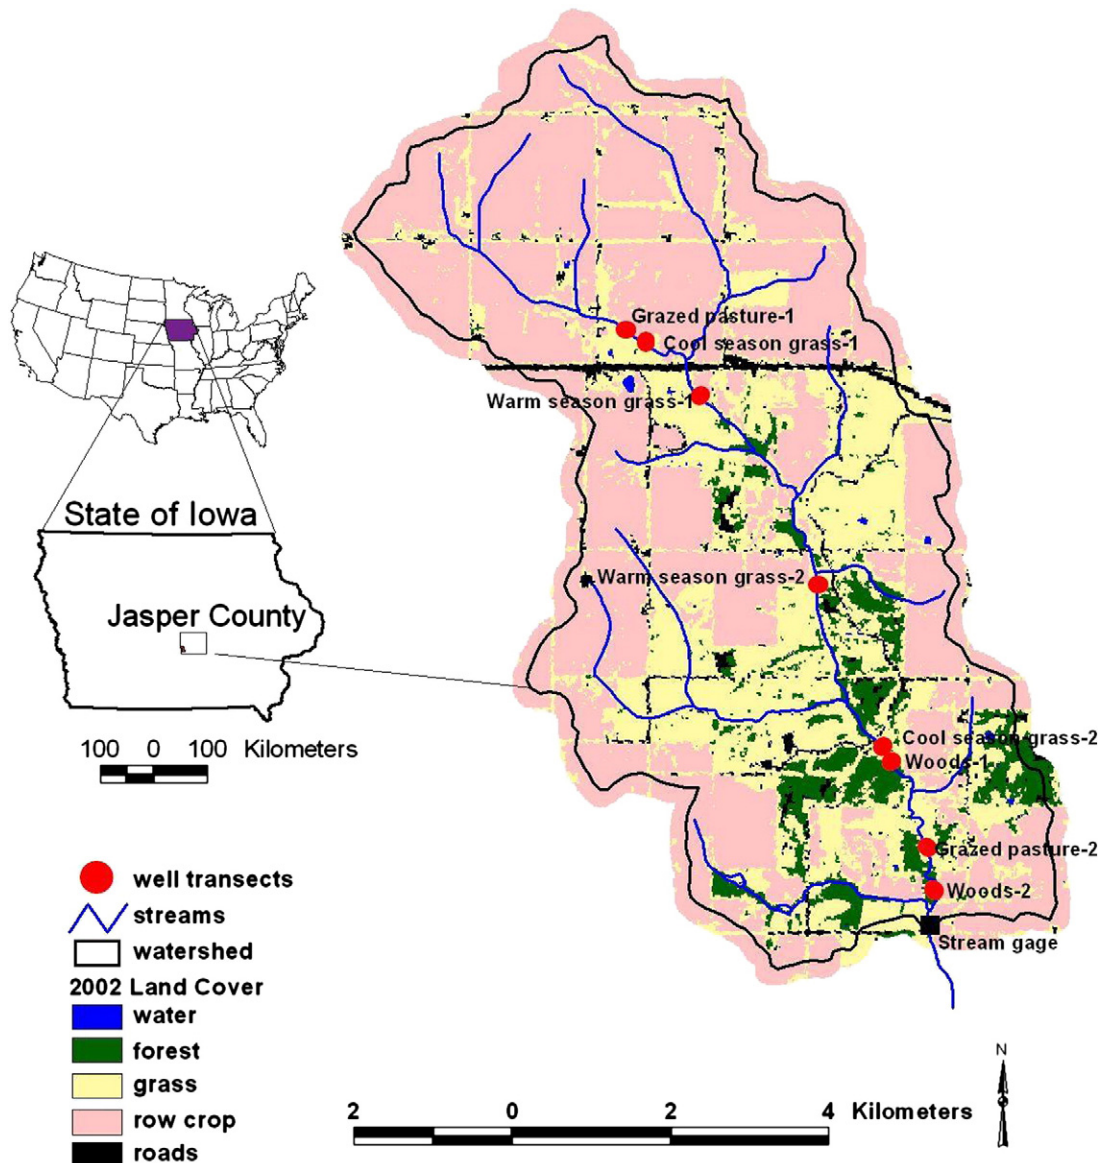 Grazed pasture-1
Cool season grass-1
Warm season grass-1
State of Iowa
Warm season grass-2
Jasper County
Cool season grass-2
100 0 100 Kilometers
Woods-1
Grazed pasture-2
well transects
Woods-2
streams
Stream gage
watershed
2002 Land Cover
water
forest
N
grass
2 0 2 4 Kilometers
row crop
roads